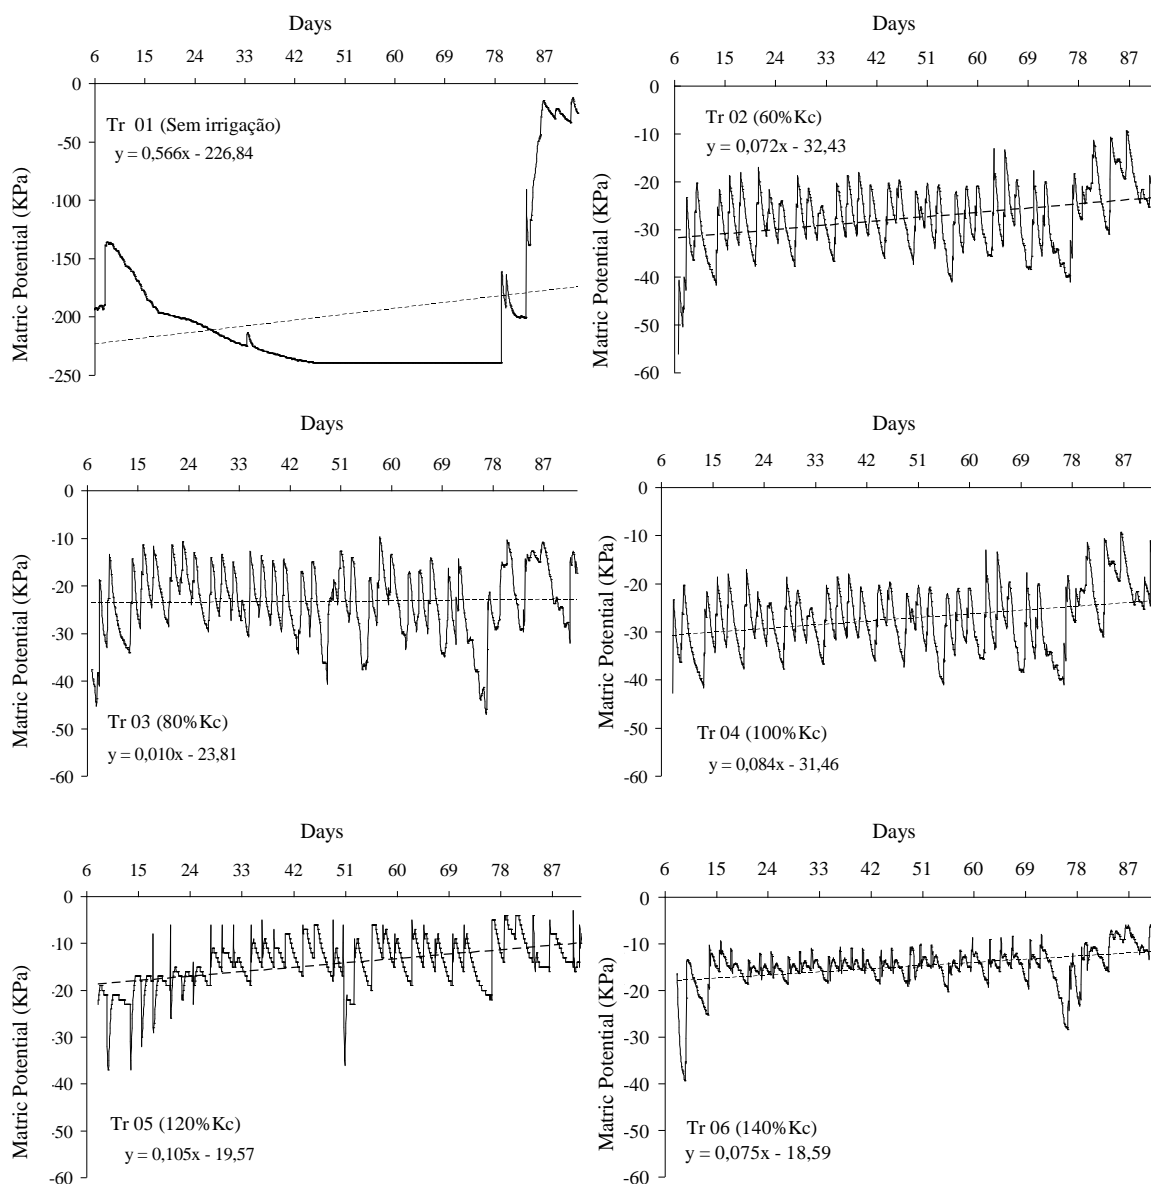 Days
6 15 24 33 42 51 60 69 78 87
0
-50
-100
-150
-200
-250
Matric Potential (KPa)
Tr 01 (Sem irrigação)
y = 0,566x - 226,84
Days
6 15 24 33 42 51 60 69 78 87
0
-10
-20
-30
-40
-50
-60
Matric Potential (KPa)
Tr 02 (60%Kc)
y = 0,072x - 32,43
Days
6 15 24 33 42 51 60 69 78 87
0
-10
-20
-30
-40
-50
-60
Matric Potential (KPa)
Tr 03 (80%Kc)
y = 0,010x - 23,81
Days
6 15 24 33 42 51 60 69 78 87
0
-10
-20
-30
-40
-50
-60
Matric Potential (KPa)
Tr 04 (100%Kc)
y = 0,084x - 31,46
Days
6 15 24 33 42 51 60 69 78 87
0
-10
-20
-30
-40
-50
-60
Matric Potential (KPa)
Tr 05 (120%Kc)
y = 0,105x - 19,57
Days
6 15 24 33 42 51 60 69 78 87
0
-10
-20
-30
-40
-50
-60
Matric Potential (KPa)
Tr 06 (140%Kc)
y = 0,075x - 18,59